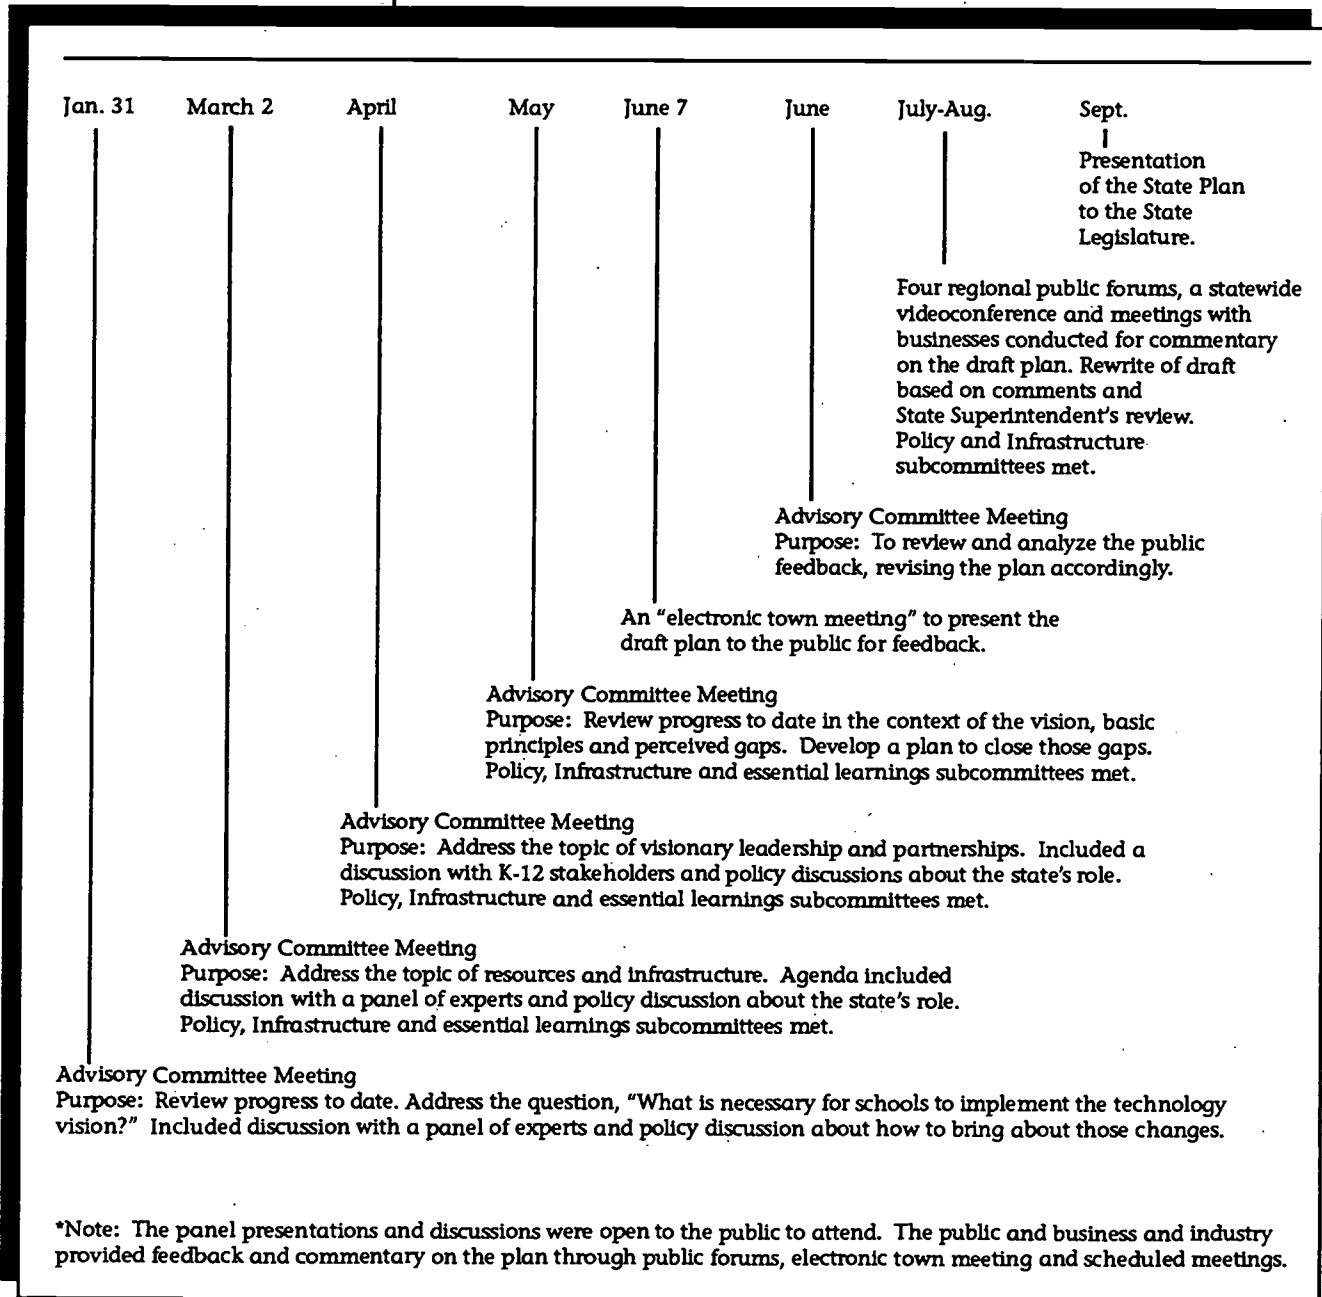 Jan. 31 March 2 April May June 7 June July-Aug. Sept.
Presentation
of the State Plan
to the State
Legislature.
Four regional public forums, a statewide
videoconference and meetings with
businesses conducted for commentary
on the draft plan. Rewrite of draft
based on comments and
State Superintendent's review.
Policy and Infrastructure
subcommittees met.
Advisory Committee Meeting
Purpose: To review and analyze the public
feedback, revising the plan accordingly.
An "electronic town meeting" to present the
draft plan to the public for feedback.
Advisory Committee Meeting
Purpose: Review progress to date in the context of the vision, basic
principles and perceived gaps. Develop a plan to close those gaps.
Policy, Infrastructure and essential learnings subcommittees met.
Advisory Committee Meeting
Purpose: Address the topic of visionary leadership and partnerships. Included a
discussion with K-12 stakeholders and policy discussions about the state's role.
Policy, Infrastructure and essential learnings subcommittees met.
Advisory Committee Meeting
Purpose: Address the topic of resources and infrastructure. Agenda included
discussion with a panel of experts and policy discussion about the state's role.
Policy, Infrastructure and essential learnings subcommittees met.
Advisory Committee Meeting
Purpose: Review progress to date. Address the question, "What is necessary for schools to implement the technology
vision?" Included discussion with a panel of experts and policy discussion about how to bring about those changes.
*Note: The panel presentations and discussions were open to the public to attend. The public and business and industry
provided feedback and commentary on the plan through public forums, electronic town meeting and scheduled meetings.